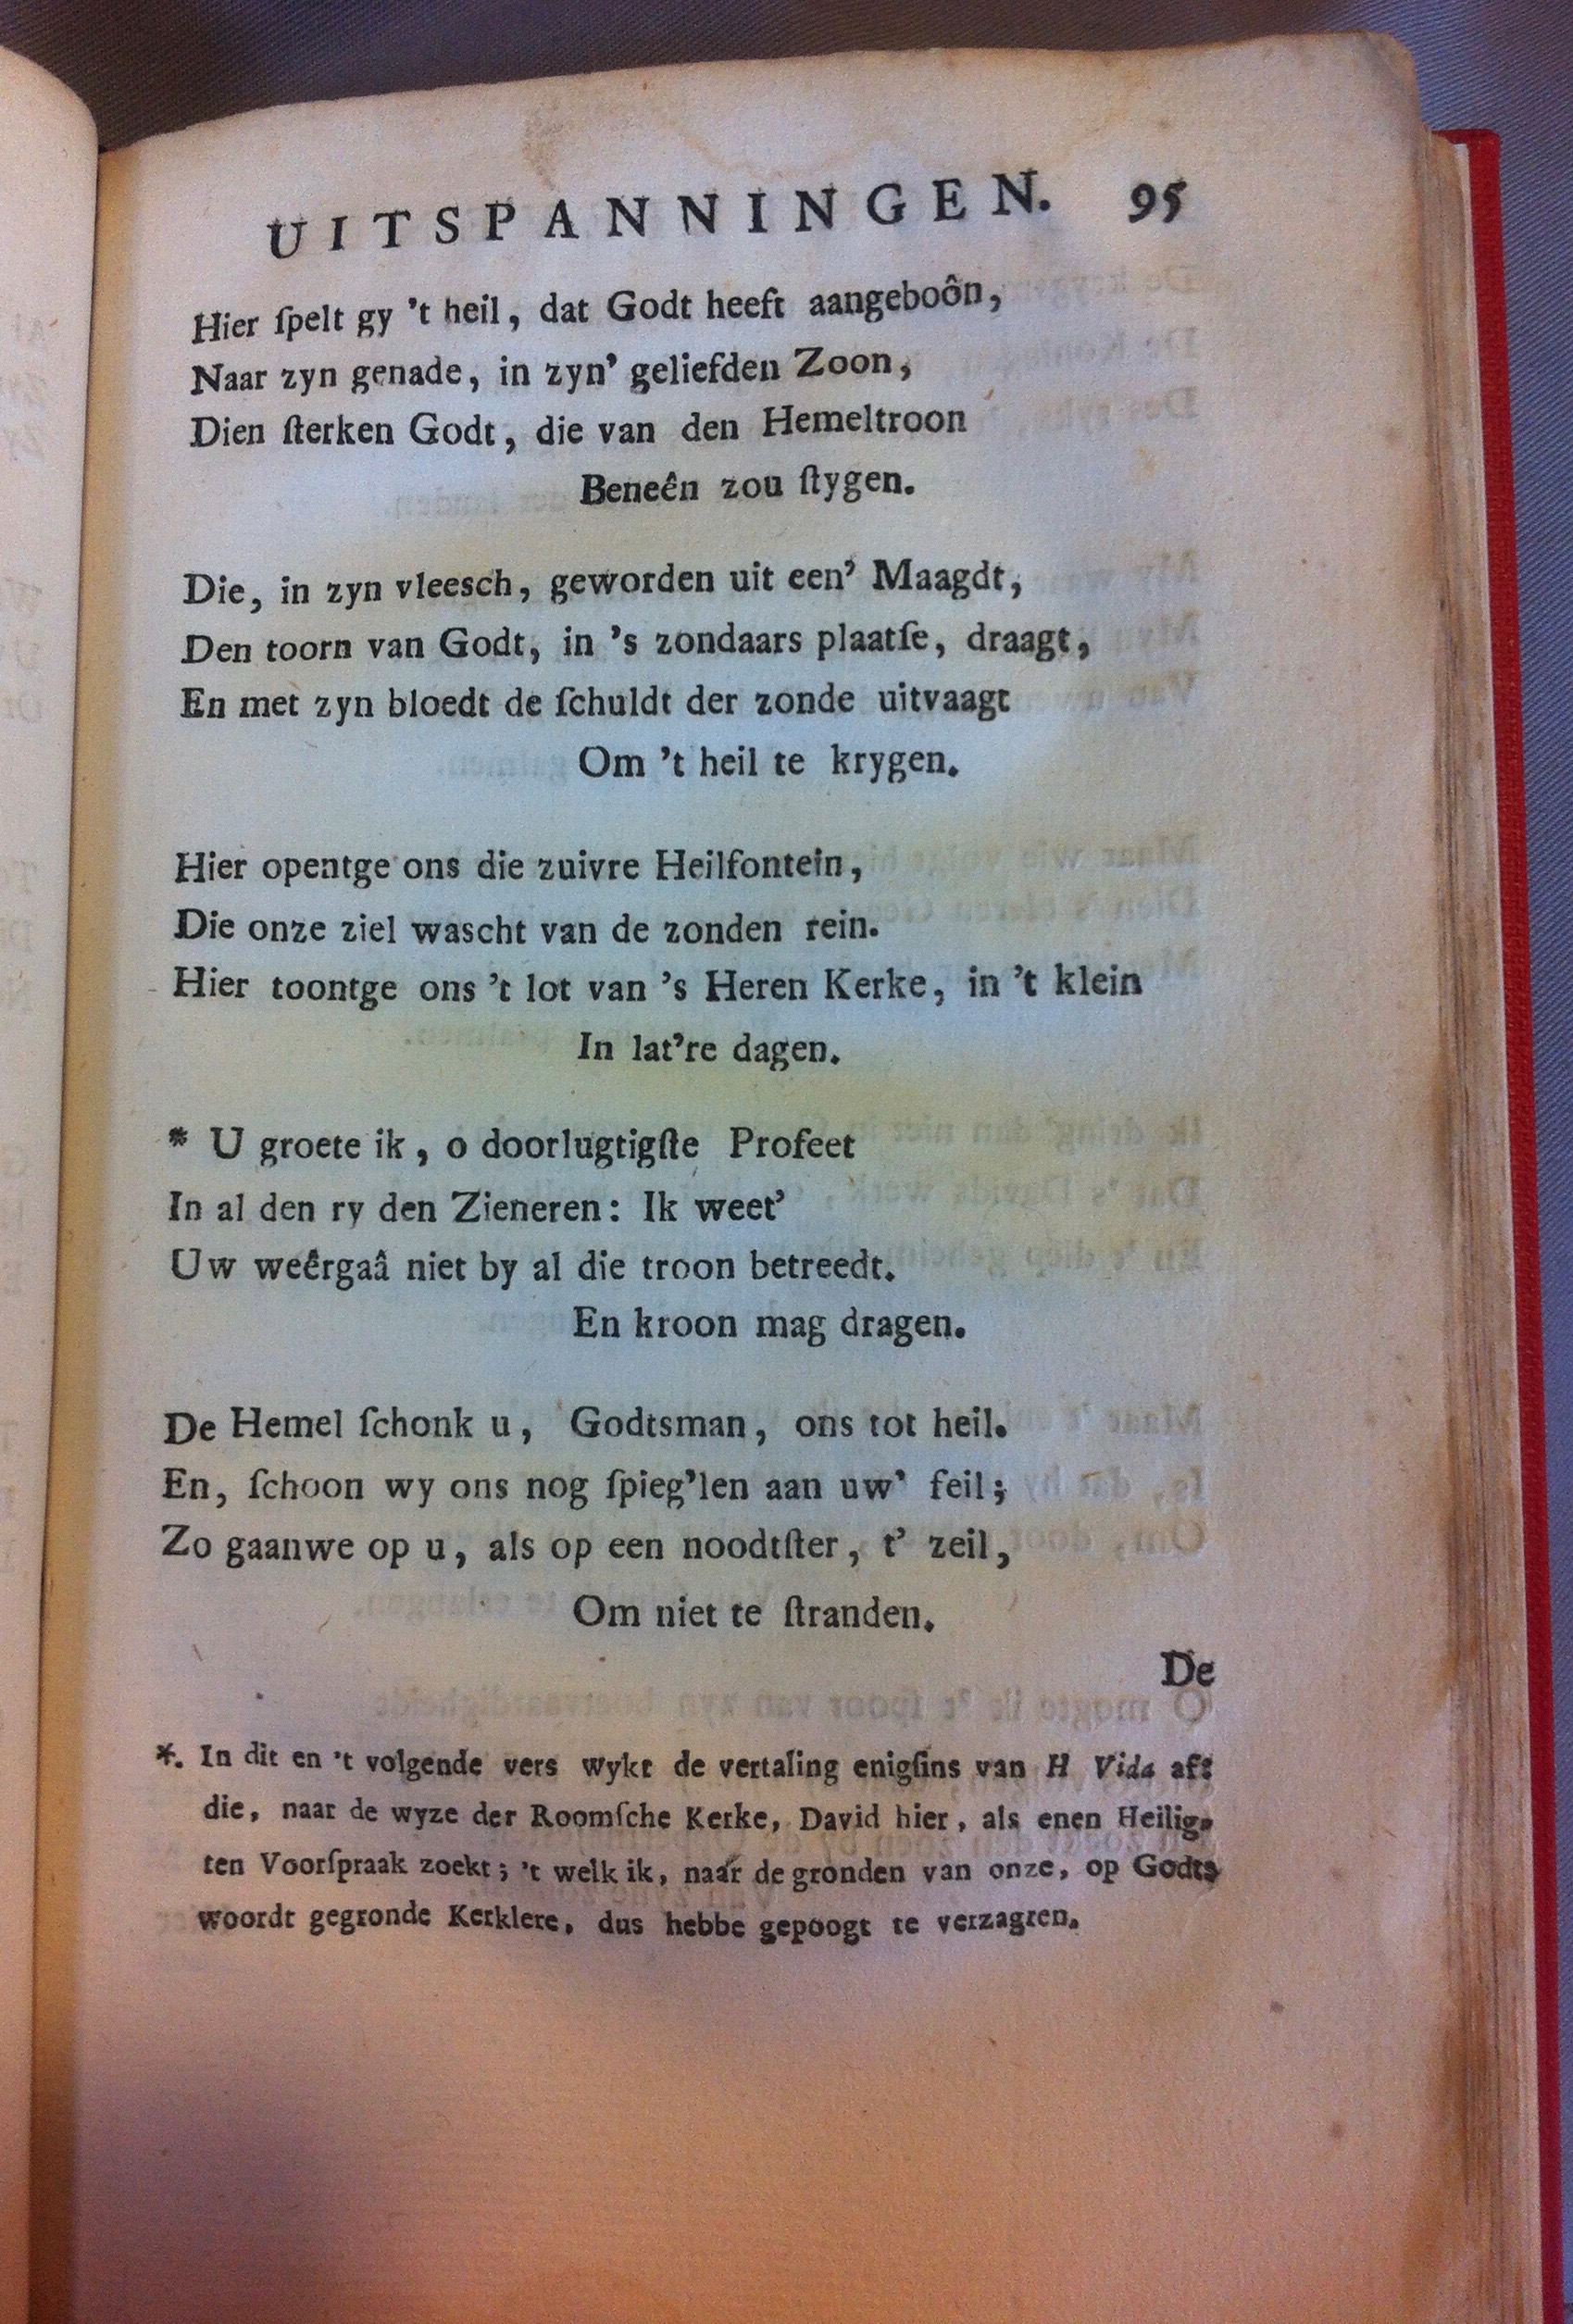 UITSPANNINGEN. 95
Hier ſpelt gy 't heil, dat Godt heeft aangeboôn,
Naar zyn genade, in zyn' geliefden Zoon,
Dien ſterken Godt, die van den Hemeltroon
Beneên zou ſtygen.
Die, in zyn vleesch, geworden uit een' Maagdt,
Den toorn van Godt, in 's zondaars plaatſe, draagt,
En met zyn bloedt de ſchuldt der zonde uitvaagt
Om 't heil te krygen.
Hier opentge ons die zuivre Heilfontein,
Die onze ziel wascht van de zonden rein.
Hier toontge ons 't lot van 's Heren Kerke, in 't klein
In lat're dagen.
* U groete ik, o doorlugtigſte Profeet
In al den ry den Zieneren: Ik weet'
Uw weêrgaâ niet by al die troon betreedt.
En kroon mag dragen.
De Hemel ſchonk u, Godtsman, ons tot heil.
En, ſchoon wy ons nog ſpieg'len aan uw' feil;
Zo gaanwe op u, als op een noodtſter, t' zeil,
Om niet te ſtranden.
De
*. In dit en 't volgende vers wykt de vertaling enigſins van H Vida af:
die, naar de wyze der Roomſche Kerke, David hier, als enen Heilig-
ten Voorſpraak zoekt; 't welk ik, naar de gronden van onze, op Godts
woordt gegronde Kerklere, dus hebbe gepoogt te verzagten.